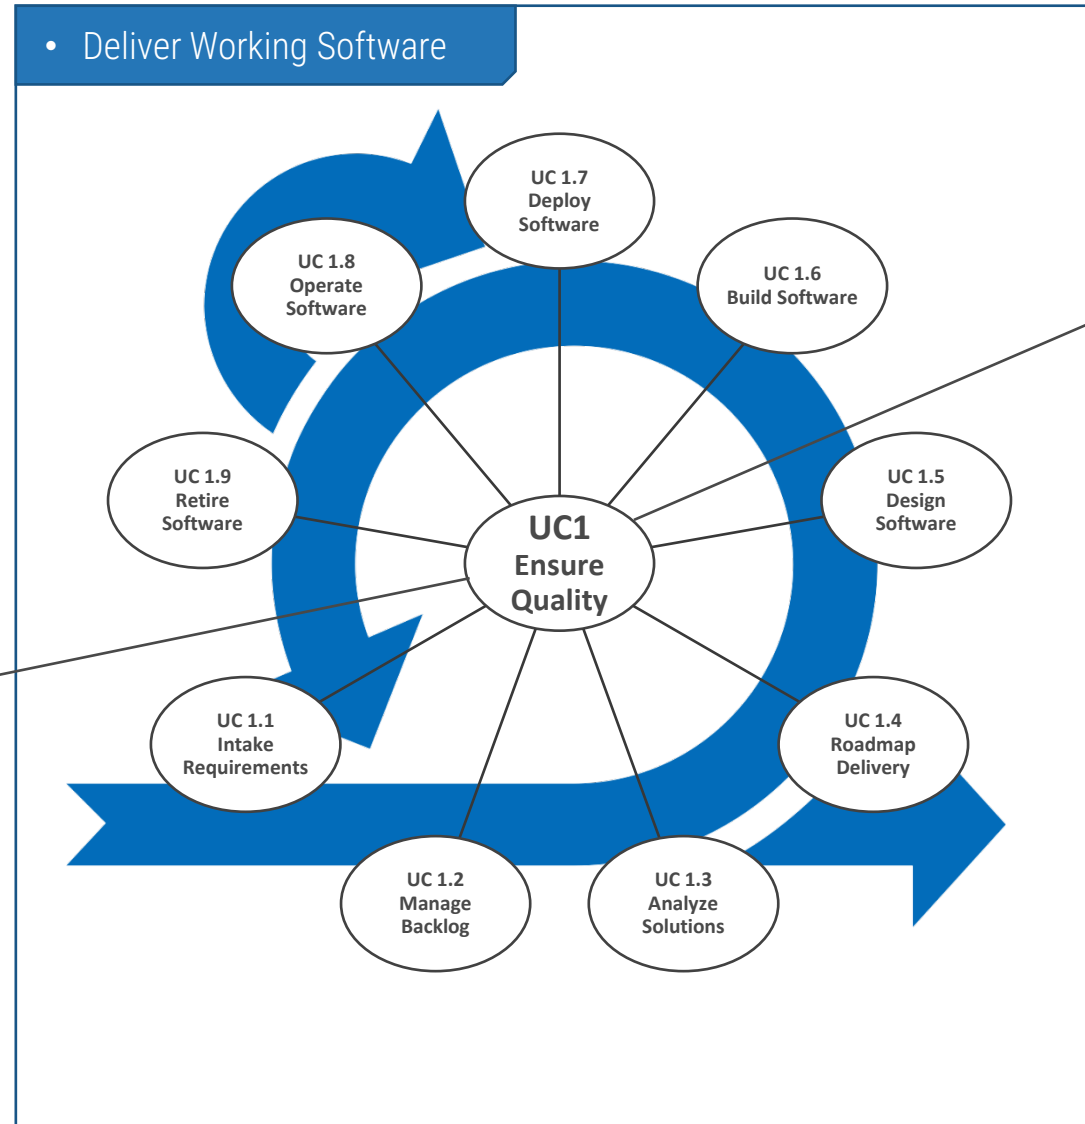 • Deliver Working Software
UC 1.7
Deploy
Software
UC 1.8
Operate
Software
UC 1.6
Build Software
UC 1.9
Retire
Software
UC 1.5
Design
Software
UC1
Ensure
Quality
UC 1.1
Intake
Requirements
UC 1.4
Roadmap
Delivery
UC 1.2
Manage
Backlog
UC 1.3
Analyze
Solutions